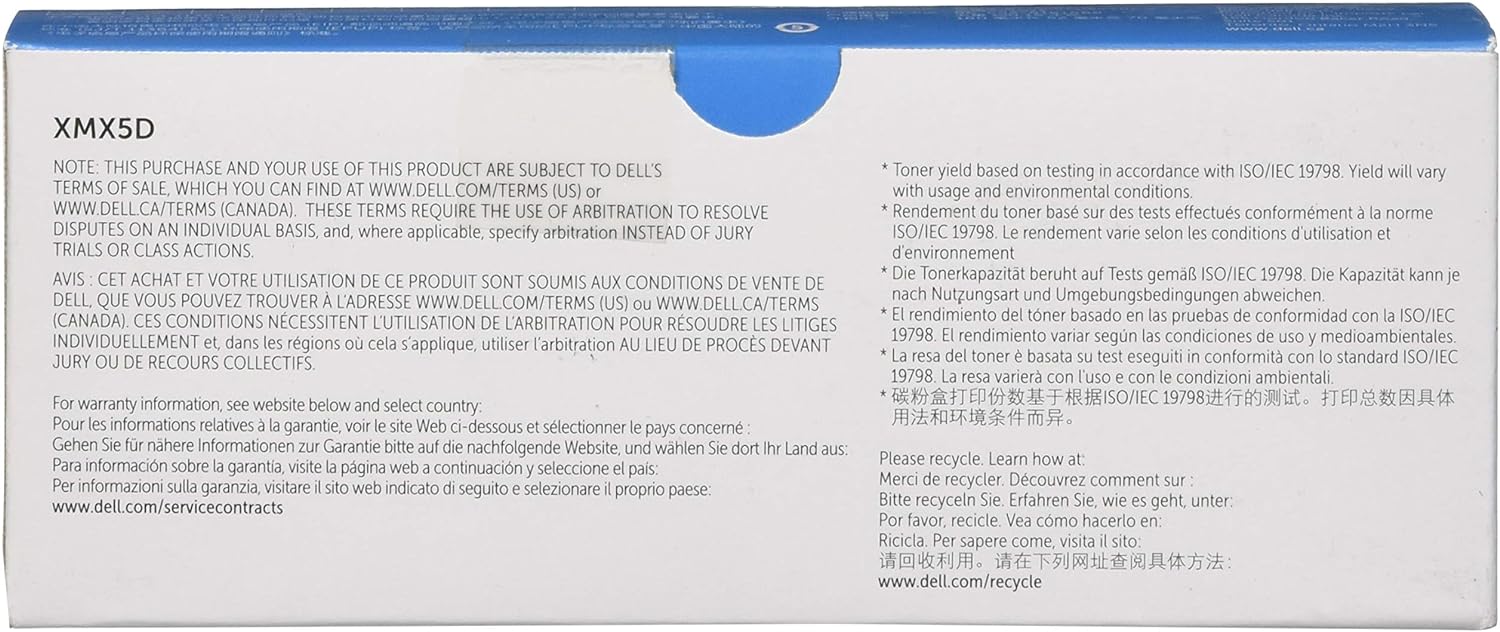 www.dell.ca
XMX5D
NOTE: THIS PURCHASE AND YOUR USE OF THIS PRODUCT ARE SUBJECT TO DELL'S
TERMS OF SALE, WHICH YOU CAN FIND AT WWW.DELL.COM/TERMS (US) or
WWW.DELL.CA/TERMS (CANADA). THESE TERMS REQUIRE THE USE OF ARBITRATION TO RESOLVE
DISPUTES ON AN INDIVIDUAL BASIS, and, where applicable, specify arbitration INSTEAD OF JURY
TRIALS OR CLASS ACTIONS.
AVIS : CET ACHAT ET VOTRE UTILISATION DE CE PRODUIT SONT SOUMIS AUX CONDITIONS DE VENTE DE
DELL, QUE VOUS POUVEZ TROUVER À L'ADRESSE WWW.DELL.COM/TERMS (US) ou WWW.DELL.CA/TERMS
(CANADA). CES CONDITIONS NÉCESSITENT L'UTILISATION DE L'ARBITRATION POUR RÉSOUDRE LES LITIGES
INDIVIDUELLEMENT et, dans les régions où cela s'applique, utiliser l'arbitration AU LIEU DE PROCÈS DEVANT
JURY OU DE RECOURS COLLECTIFS.
For warranty information, see website below and select country:
Pour les informations relatives à la garantie, voir le site Web ci-dessous et sélectionner le pays concerné :
Gehen Sie für nähere Informationen zur Garantie bitte auf die nachfolgende Website, und wählen Sie dort Ihr Land aus:
Para información sobre la garantía, visite la página web a continuación y seleccione el país:
Per informazioni sulla garanzia, visitare il sito web indicato di seguito e selezionare il proprio paese:
www.dell.com/servicecontracts
* Toner yield based on testing in accordance with ISO/IEC 19798. Yield will vary
with usage and environmental conditions.
* Rendement du toner basé sur des tests effectués conformément à la norme
ISO/IEC 19798. Le rendement varie selon les conditions d'utilisation et
d'environnement
* Die Tonerkapazität beruht auf Tests gemäß ISO/IEC 19798. Die Kapazität kann je
nach Nutzungsart und Umgebungsbedingungen abweichen.
* El rendimiento del tóner basado en las pruebas de conformidad con la ISO/IEC
19798. El rendimiento variar según las condiciones de uso y medioambientales.
* La resa del toner è basata su test eseguiti in conformità con lo standard ISO/IEC
19798. La resa varierà con l'uso e con le condizioni ambientali.
* 碳粉盒打印份数基于根据ISO/IEC 19798进行的测试。打印总数因具体
用法和环境条件而异。
Please recycle. Learn how at:
Merci de recycler. Découvrez comment sur :
Bitte recyceln Sie. Erfahren Sie, wie es geht, unter:
Por favor, recicle. Vea cómo hacerlo en:
Ricicla. Per sapere come, visita il sito:
请回收利用。请在下列网址查阅具体方法:
www.dell.com/recycle